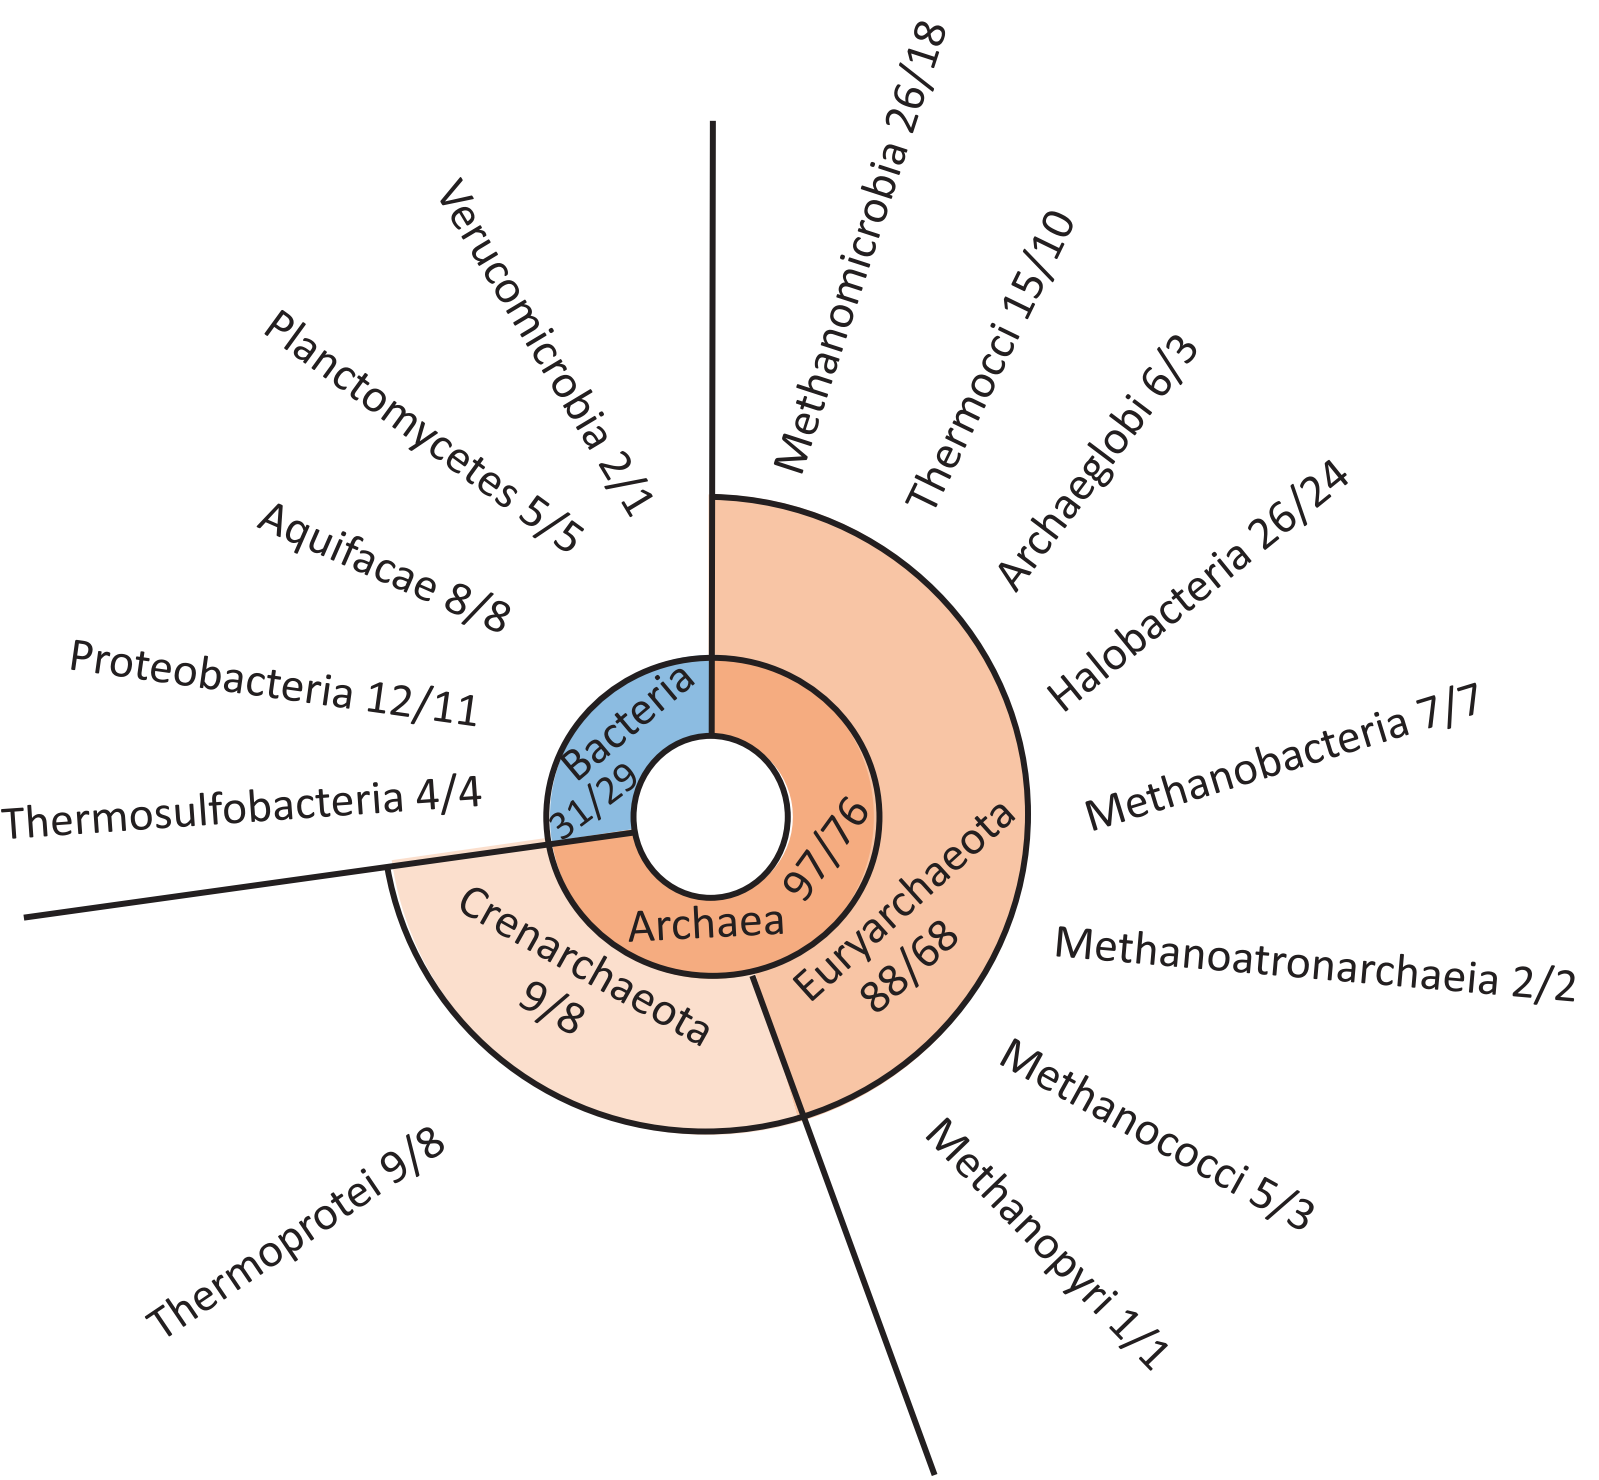 Methanomicrobia 26/18
Thermococci 15/10
Archaeglobi 6/3
Halobacteria 26/24
Methanobacteria 7/7
Methanoatronarchaeia 2/2
Methanococci 5/3
Methanopyri 1/1
Thermoprotei 9/8
Thermosulfobacteria 4/4
Proteobacteria 12/11
Aquifacae 8/8
Planctomycetes 5/5
Verucomicrobia 2/1
Bacteria
31/29
Archaea
97/76
Euryarchaeota
88/68
Crenarchaeota
9/8